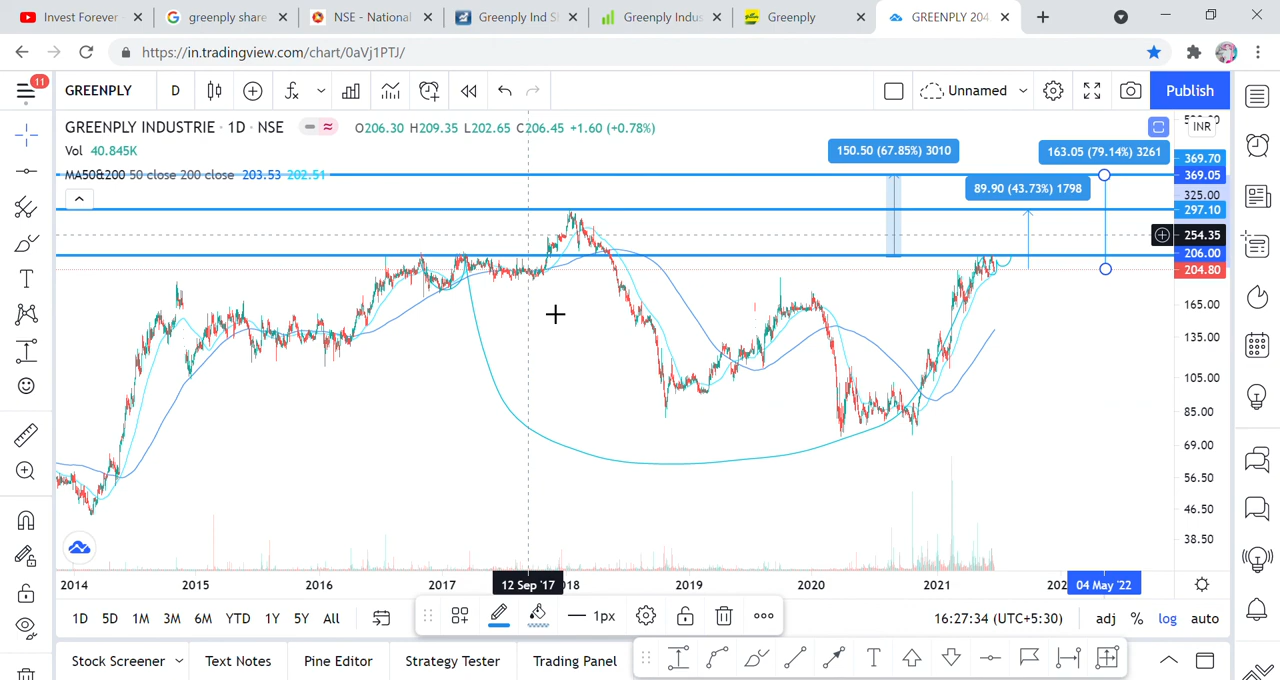 Invest Forever
greenply share
NSE - National
Greenply Ind S
Greenply Indus
Greenply
GREENPLY 204
https://in.tradingview.com/chart/0aVj1PTJ/
11
GREENPLY D
Unnamed
Publish
GREENPLY INDUSTRIE · 1D · NSE O206.30 H209.35 L202.65 C206.45 +1.60 (+0.78%)
Vol 40.845K
MA50&200 50 close 200 close 203.53 202.51
150.50 (67.85%) 3010
163.05 (79.14%) 3261
89.90 (43.73%) 1798
INR
369.70
369.05
325.00
297.10
254.35
206.00
204.80
165.00
135.00
105.00
85.00
69.00
56.50
46.50
38.50
2014 2015 2016 2017 12 Sep '17 018 2019 2020 2021 202 04 May '22
1D 5D 1M 3M 6M YTD 1Y 5Y All
1px
16:27:34 (UTC+5:30) adj % log auto
Stock Screener Text Notes Pine Editor Strategy Tester Trading Panel